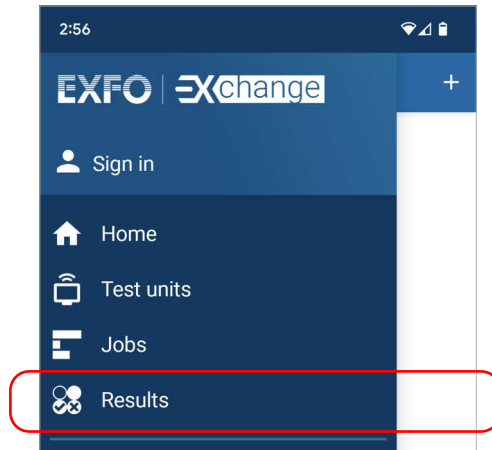 2:56
EXFO | EXchange
+
Sign in
Home
Test units
Jobs
Results